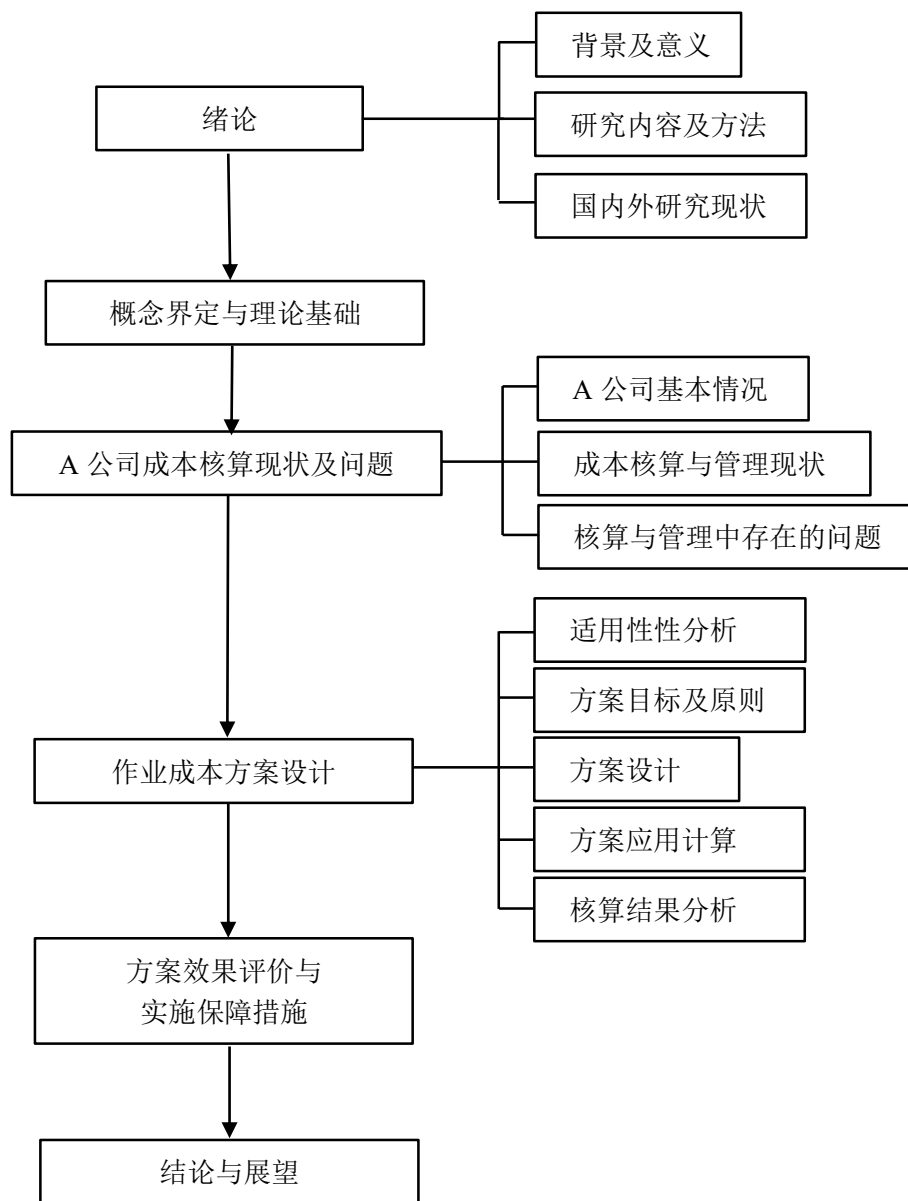 背景及意义
绪论
研究内容及方法
国内外研究现状
概念界定与理论基础
A 公司基本情况
A 公司成本核算现状及问题
成本核算与管理现状
核算与管理中存在的问题
适用性性分析
方案目标及原则
作业成本方案设计
方案设计
方案应用计算
核算结果分析
方案效果评价与
实施保障措施
结论与展望